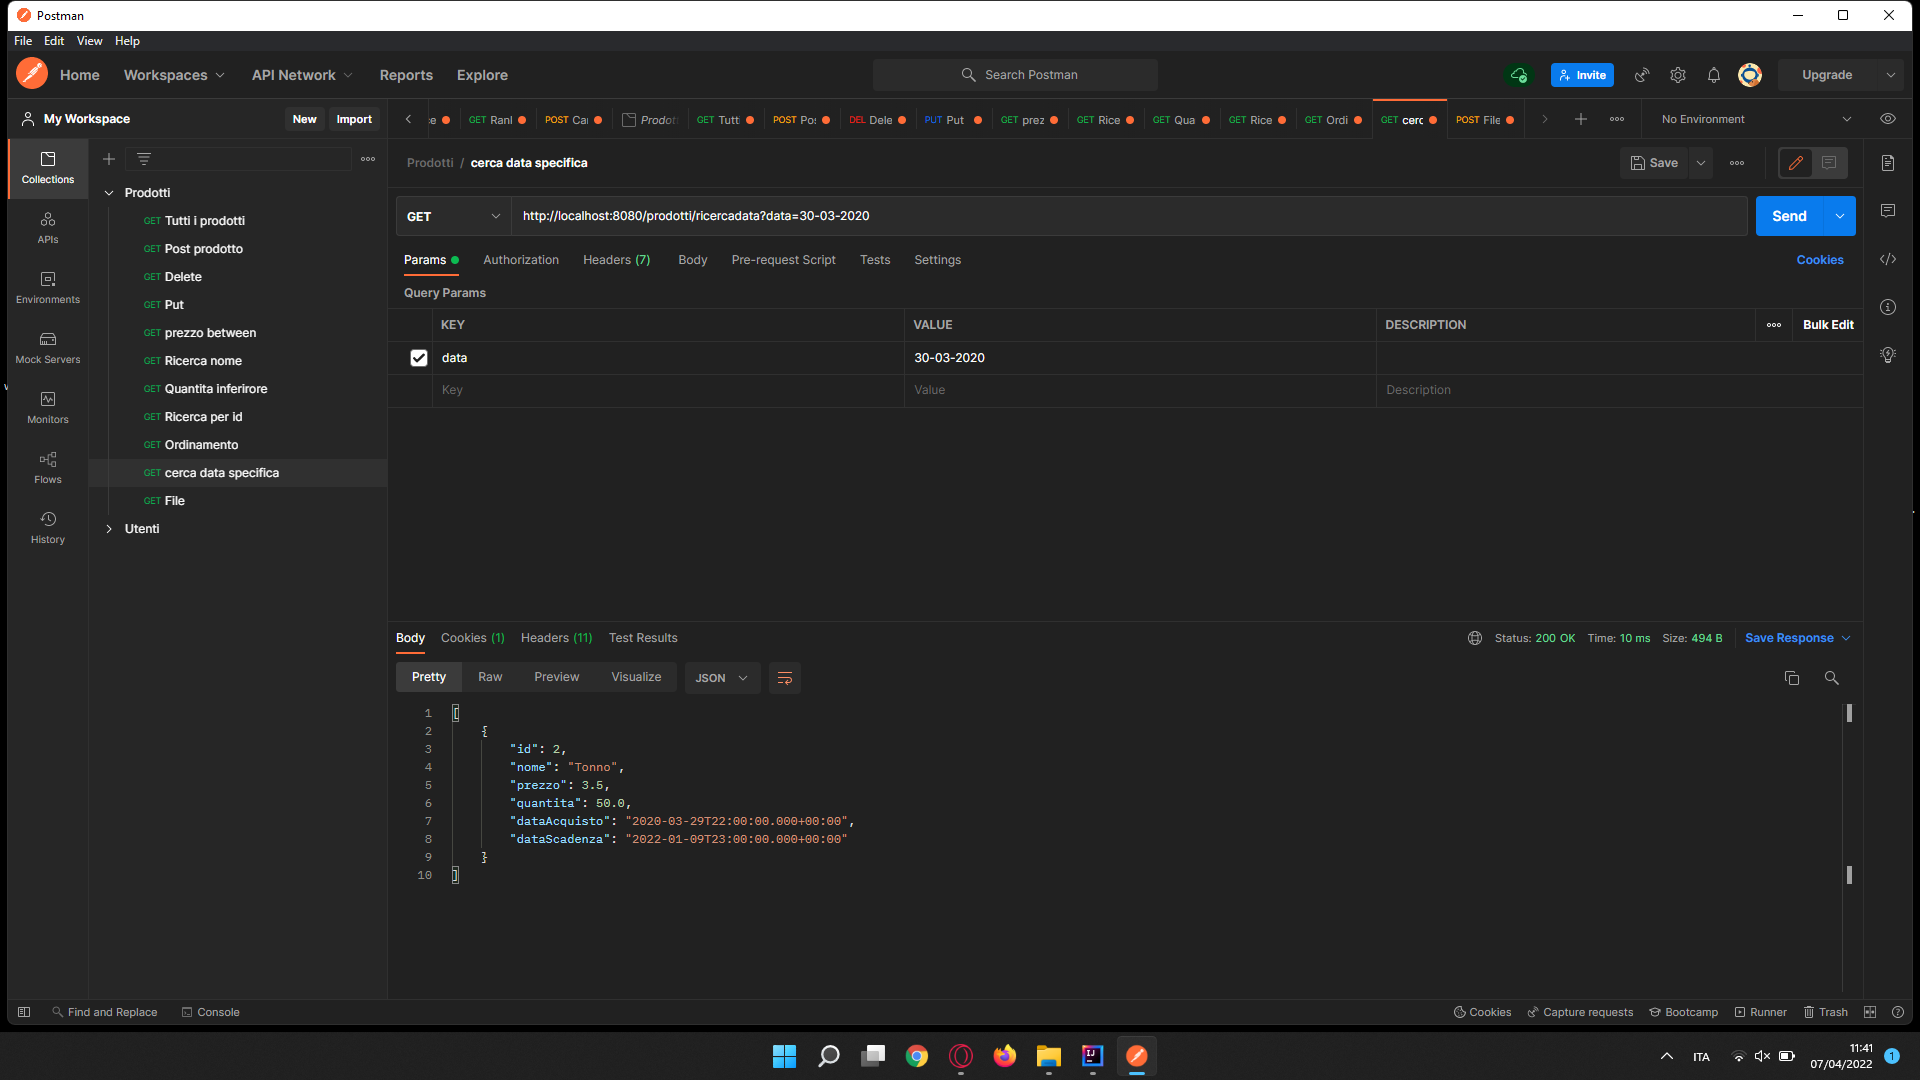 Postman
File Edit View Help
Home Workspaces API Network Reports Explore Search Postman Invite Upgrade
My Workspace New Import
GET Ranl POST Ca GET Tutt POST Po DEL Dele PUT Put GET prez GET Rice GET Qua GET Rice GET Ordi GET cerc POST File No Environment
Collections
APIs
Environments
Mock Servers
Monitors
Flows
History
Prodotti
GET Tutti i prodotti
GET Post prodotto
GET Delete
GET Put
GET prezzo between
GET Ricerca nome
GET Quantita inferirore
GET Ricerca per id
GET Ordinamento
GET cerca data specifica
GET File
Utenti
Prodotti / cerca data specifica Save
GET http://localhost:8080/prodotti/ricercadata?data=30-03-2020 Send
Params Authorization Headers (7) Body Pre-request Script Tests Settings Cookies
Query Params
KEY VALUE DESCRIPTION Bulk Edit
data 30-03-2020
Key Value Description
Body Cookies (1) Headers (11) Test Results Status: 200 OK Time: 10 ms Size: 494 B Save Response
Pretty Raw Preview Visualize JSON
1 [
2 {
3 "id": 2,
4 "nome": "Tonno",
5 "prezzo": 3.5,
6 "quantita": 50.0,
7 "dataAcquisto": "2020-03-29T22:00:00.000+00:00",
8 "dataScadenza": "2022-01-09T23:00:00.000+00:00"
9 }
10 ]
Find and Replace Console Cookies Capture requests Bootcamp Runner Trash
ITA 11:41
07/04/2022 1